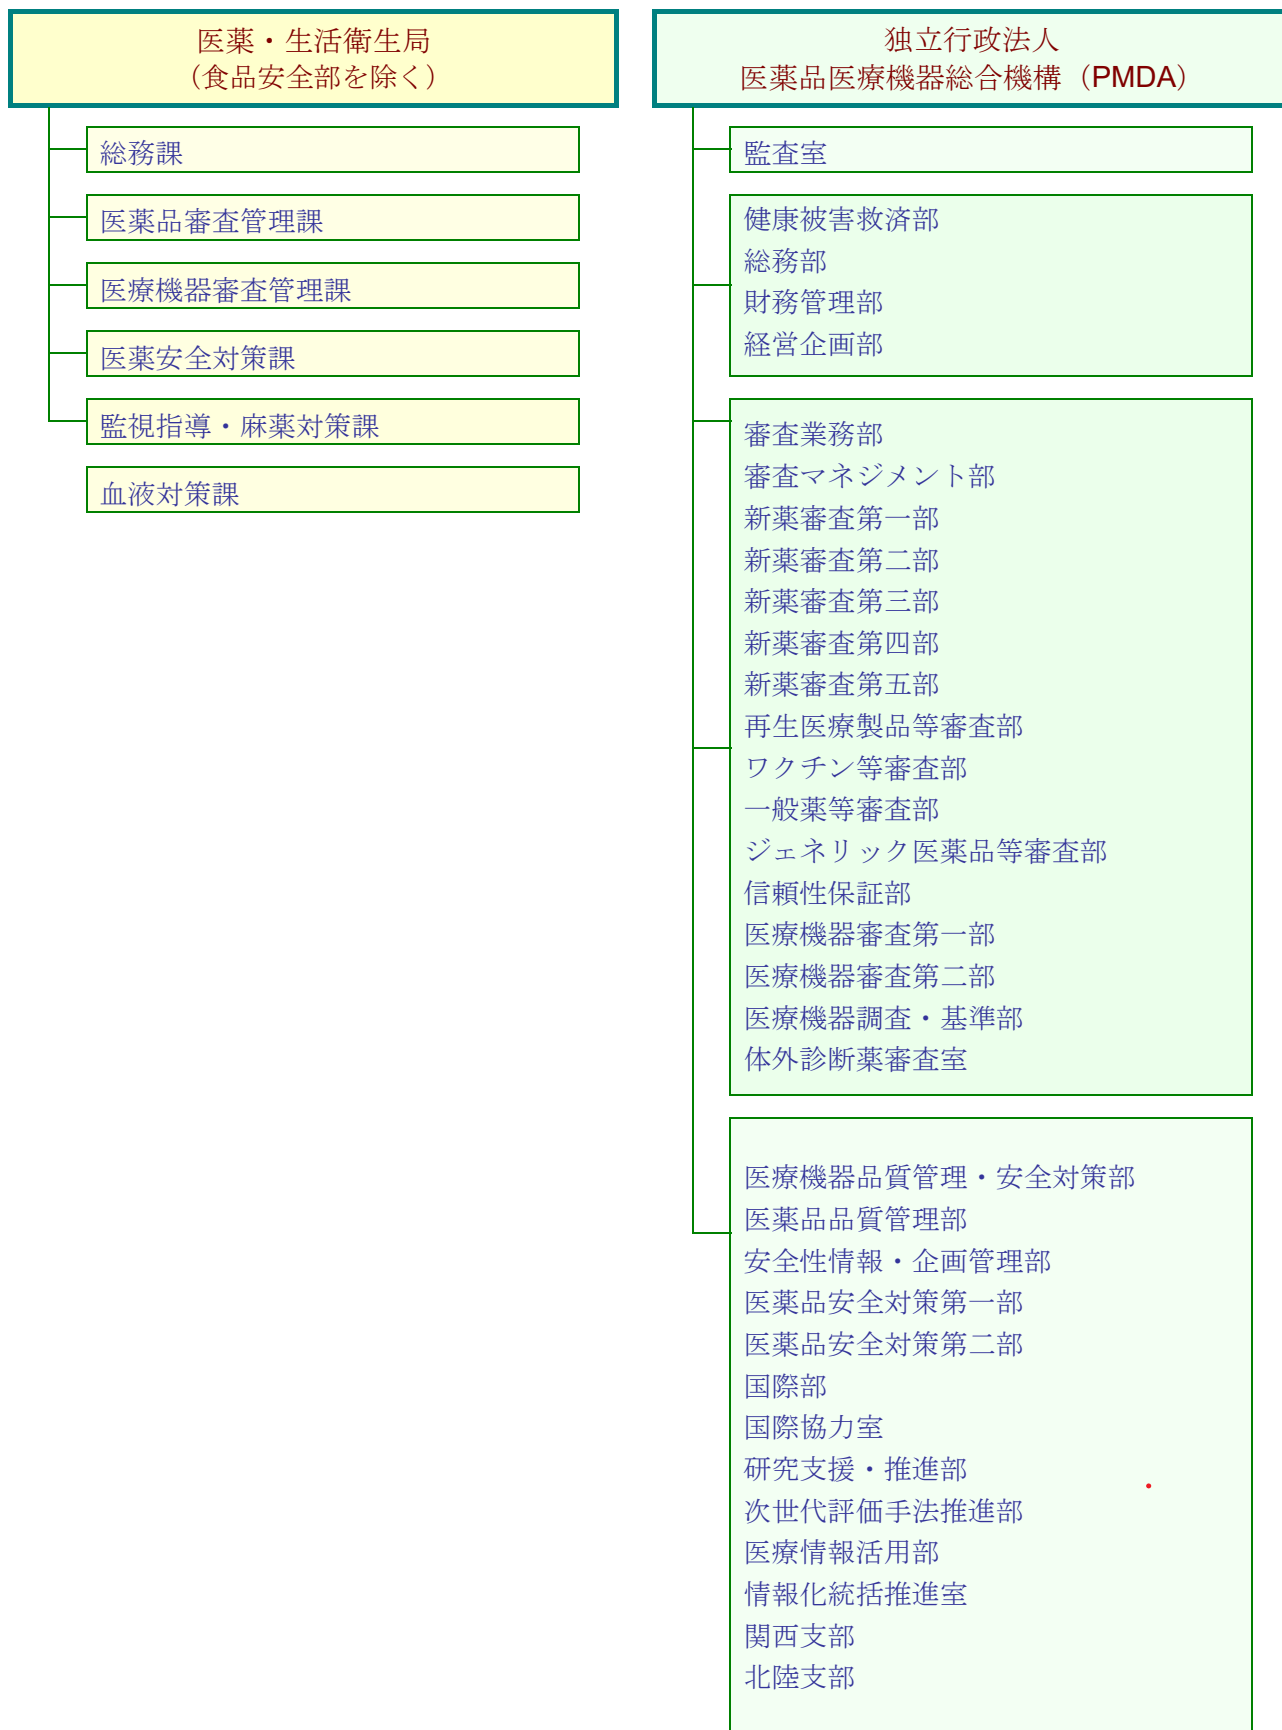 医薬・生活衛生局
（食品安全部を除く）
総務課
医薬品審査管理課
医療機器審査管理課
医薬安全対策課
監視指導・麻薬対策課
血液対策課
独立行政法人
医薬品医療機器総合機構（PMDA）
監査室
健康被害救済部
総務部
財務管理部
経営企画部
審査業務部
審査マネジメント部
新薬審査第一部
新薬審査第二部
新薬審査第三部
新薬審査第四部
新薬審査第五部
再生医療製品等審査部
ワクチン等審査部
一般薬等審査部
ジェネリック医薬品等審査部
信頼性保証部
医療機器審査第一部
医療機器審査第二部
医療機器調査・基準部
体外診断薬審査室
医療機器品質管理・安全対策部
医薬品品質管理部
安全性情報・企画管理部
医薬品安全対策第一部
医薬品安全対策第二部
国際部
国際協力室
研究支援・推進部
次世代評価手法推進部
医療情報活用部
情報化統括推進室
関西支部
北陸支部